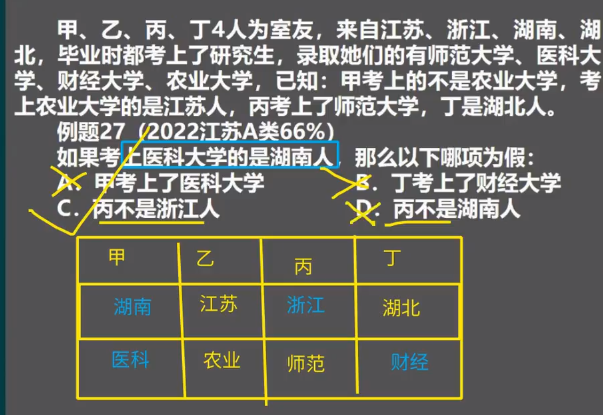 甲、乙、丙、丁4人为室友，来自江苏、浙江、湖南、湖
北，毕业时都考上了研究生，录取她们的有师范大学、医科大
学、财经大学、农业大学，已知：甲考上的不是农业大学，考
上农业大学的是江苏人，丙考上了师范大学，丁是湖北人。
例题27（2022江苏A类66%）
如果考上医科大学的是湖南人，那么以下哪项为假：
A．甲考上了医科大学 B．丁考上了财经大学
C．丙不是浙江人 D．丙不是湖南人
甲 乙 丙 丁
湖南 江苏 浙江 湖北
医科 农业 师范 财经